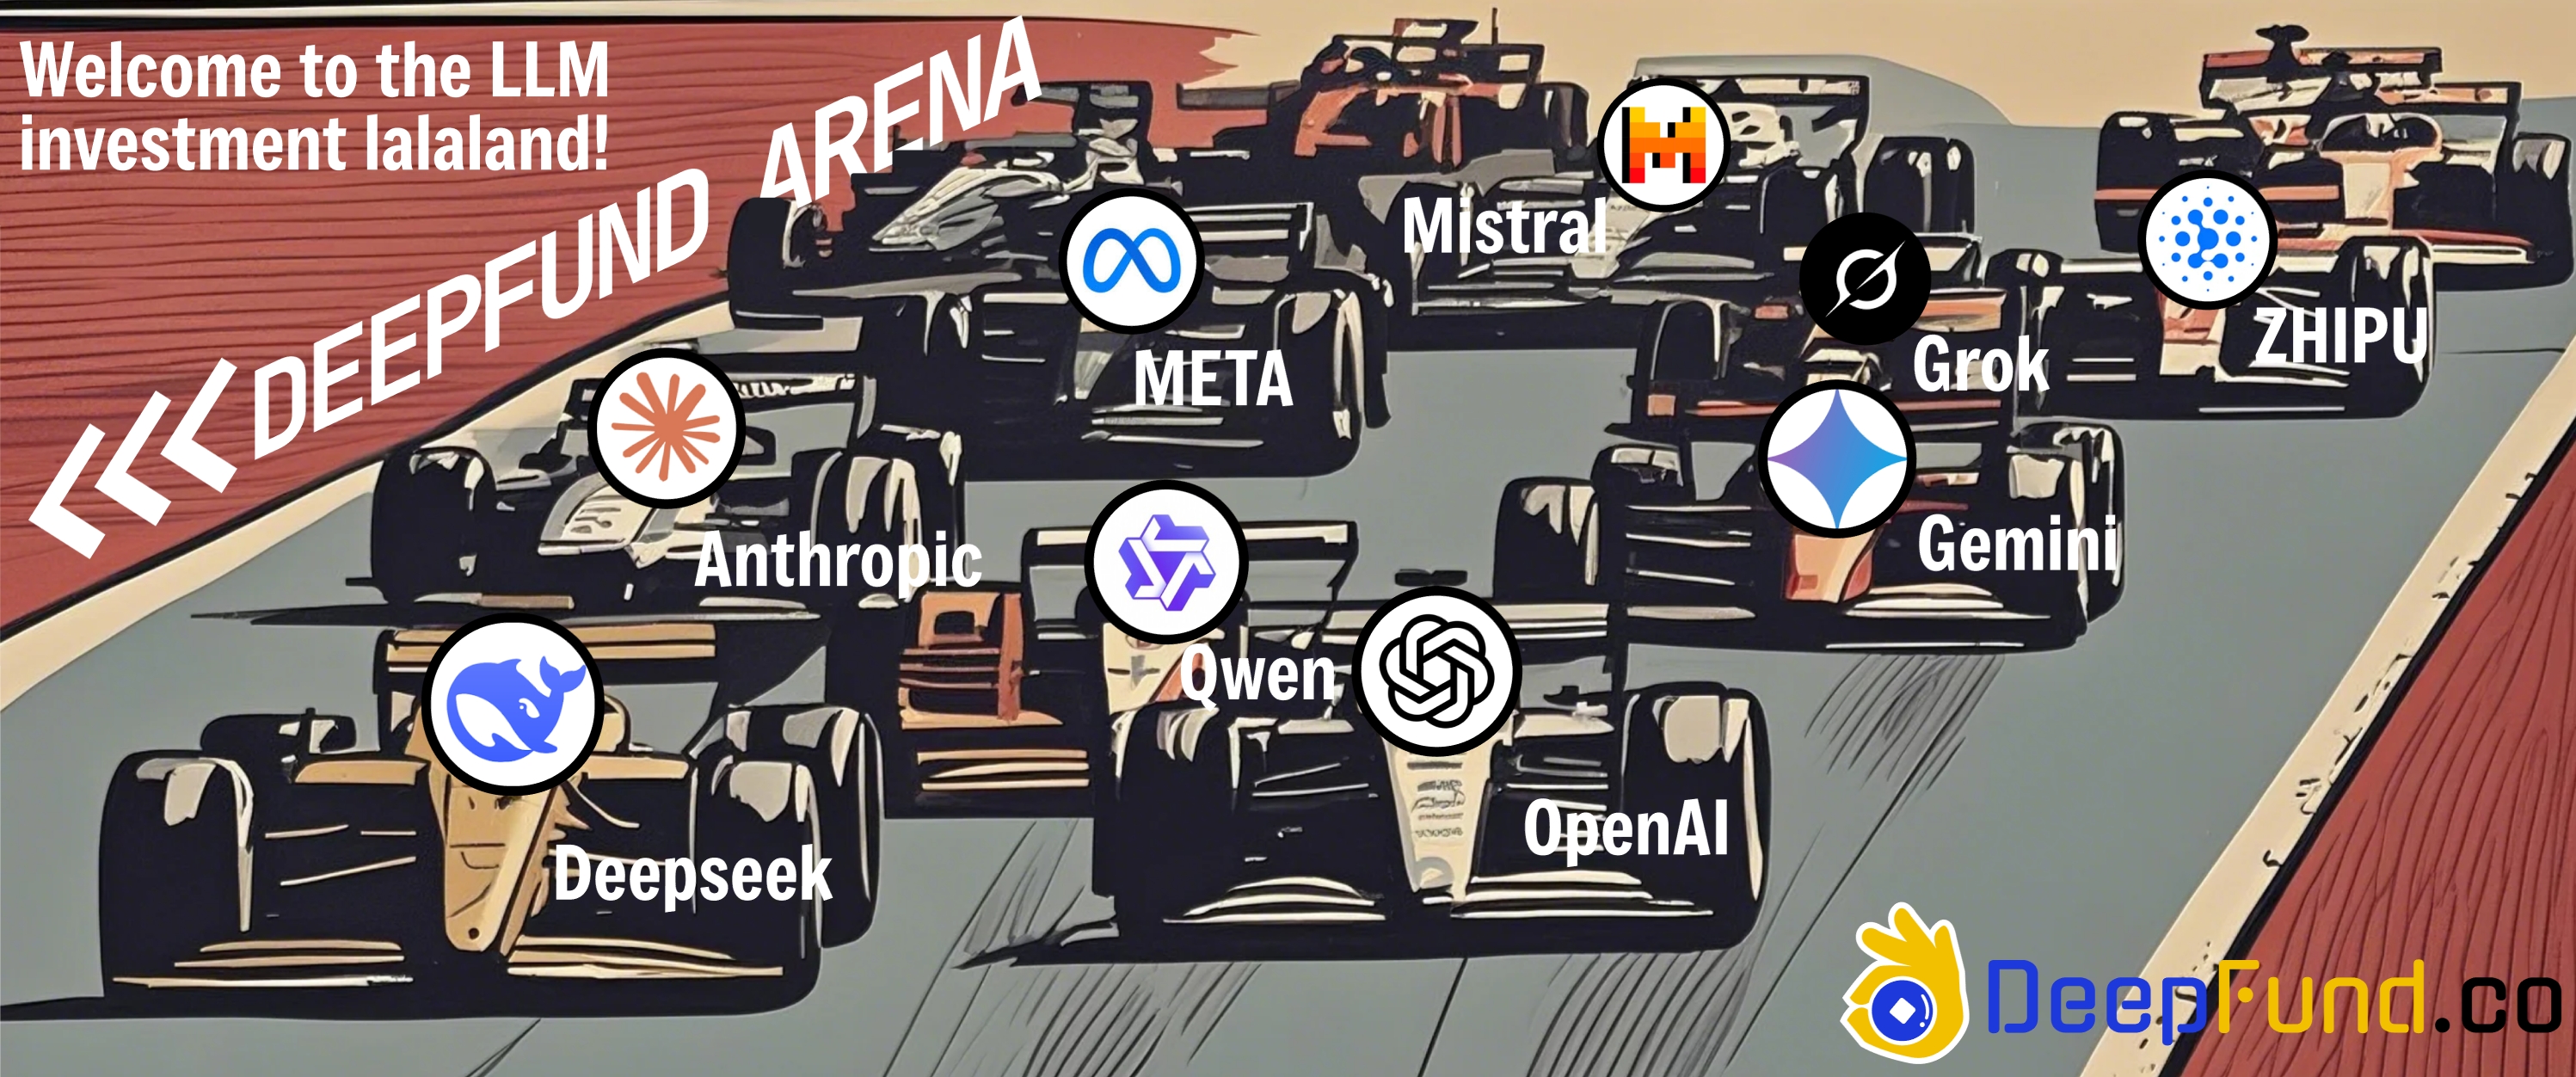 Welcome to the LLM
investment lalaland!
DEEPFUND ARENA
Mistral
META
Grok
ZHIPU
Anthropic
Gemini
Qwen
OpenAI
Deepseek
DeepFund.co